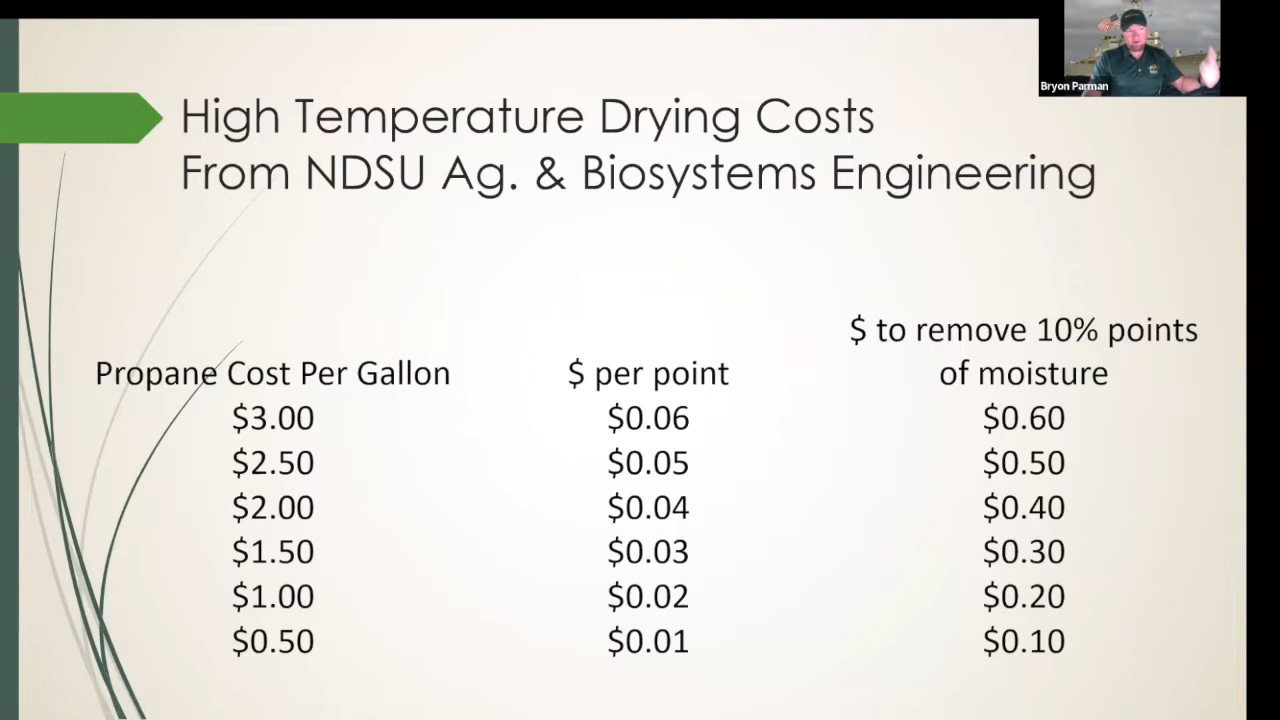 Bryon Parman
High Temperature Drying Costs
From NDSU Ag. & Biosystems Engineering
$ to remove 10% points
Propane Cost Per Gallon $ per point of moisture
$3.00 $0.06 $0.60
$2.50 $0.05 $0.50
$2.00 $0.04 $0.40
$1.50 $0.03 $0.30
$1.00 $0.02 $0.20
$0.50 $0.01 $0.10